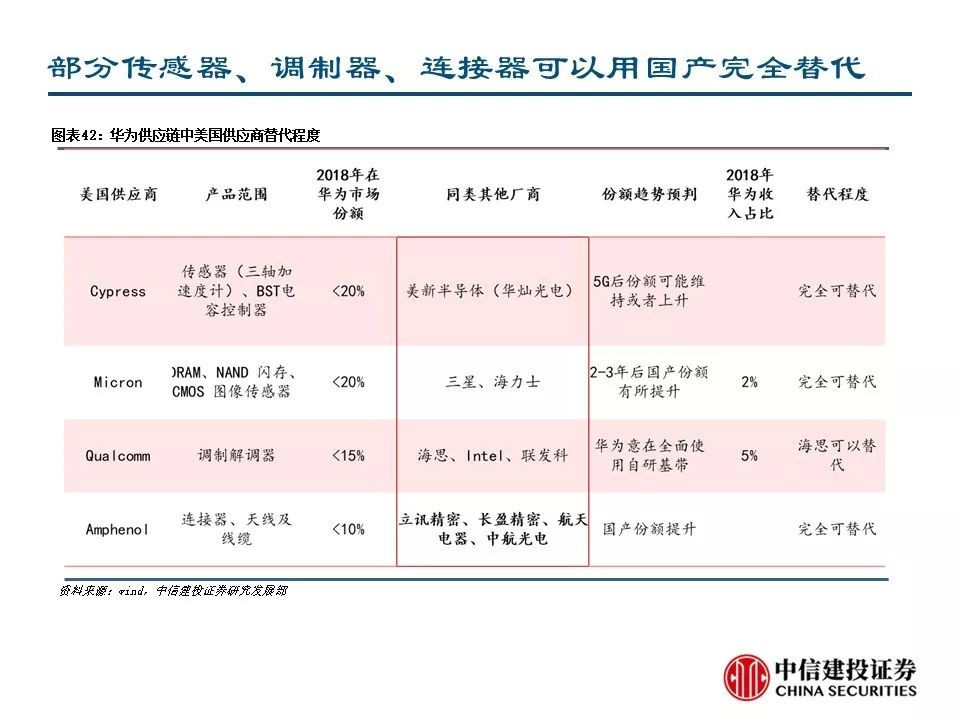 部分传感器、调制器、连接器可以用国产完全替代
图表42：华为供应链中美国供应商替代程度
美国供应商 产品范围 2018年在华为市场份额 同类其他厂商 份额趋势预判 2018年华为收入占比 替代程度
Cypress 传感器（三轴加速度计）、BST电容控制器 <20% 美新半导体（华灿光电） 5G后份额可能维持或者上升 完全可替代
Micron DRAM、NAND 闪存、CMOS 图像传感器 <20% 三星、海力士 2-3年后国产份额有所提升 2% 完全可替代
Qualcomm 调制解调器 <15% 海思、Intel、联发科 华为意在全面使用自研基带 5% 海思可以替代
Amphenol 连接器、天线及线缆 <10% 立讯精密、长盈精密、航天电器、中航光电 国产份额提升 完全可替代
资料来源：wind，中信建投证券研究发展部
中信建投证券
CHINA SECURITIES